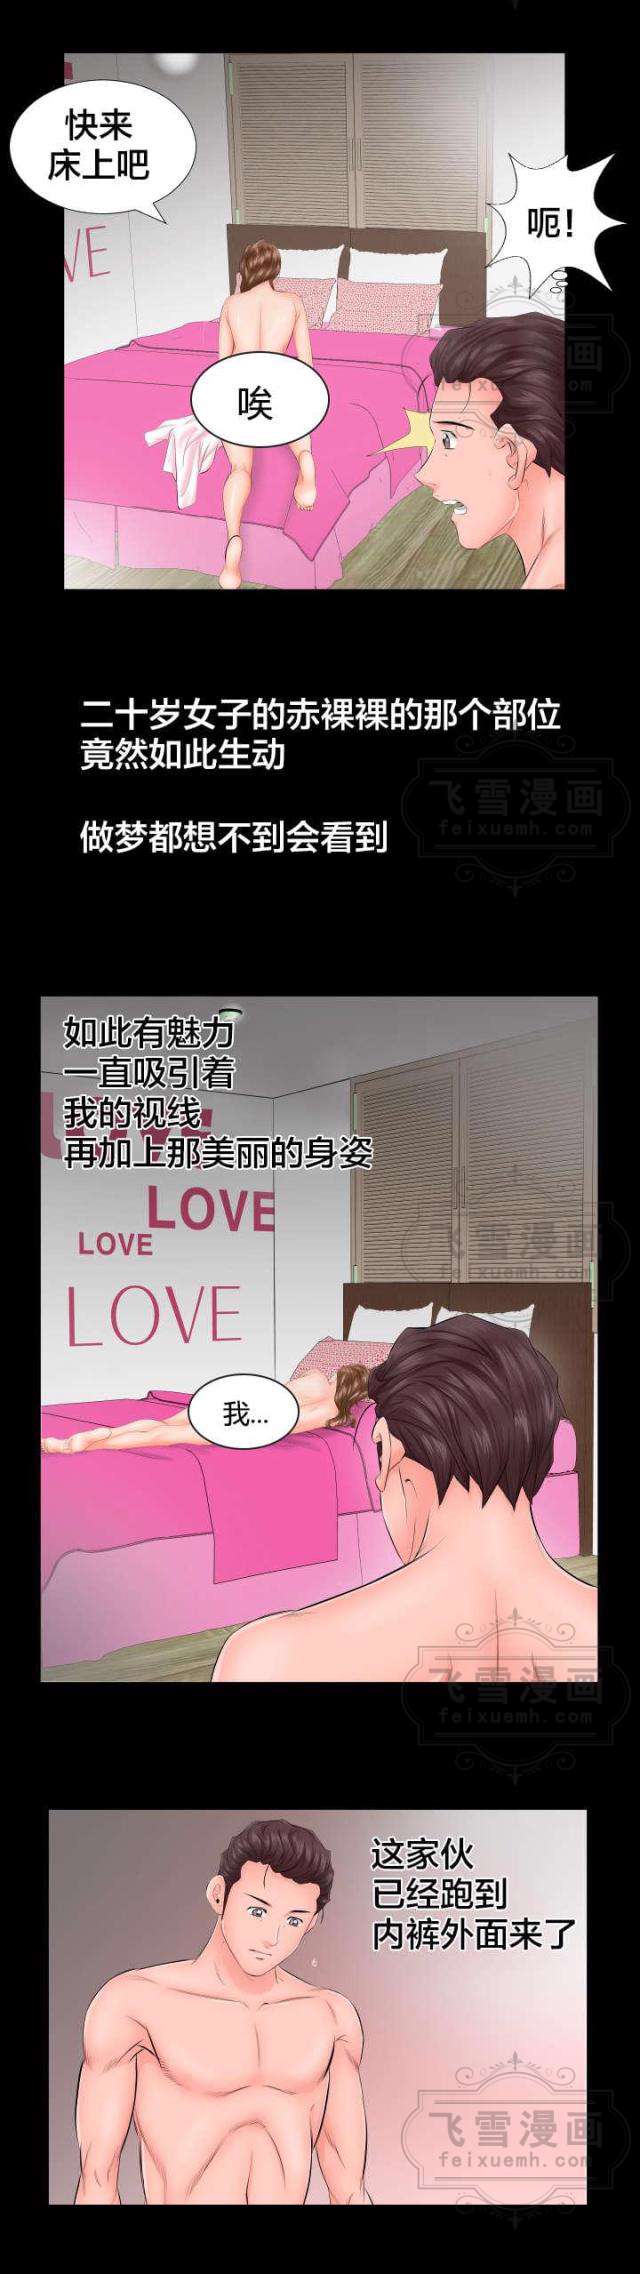 快来
床上吧
呃!
VE
唉
飞雪漫画
feixuemh.com
二十岁女子的赤裸裸的那个部位
竟然如此生动
做梦都想不到会看到
飞雪漫画
feixuemh.com
如此有魅力
一直吸引着
我的视线
再加上那美丽的身姿
LOVE
LOVE
LOVE
LOVE
飞雪漫画
feixuemh.com
我...
飞雪漫画
feixuemh.com
这家伙
已经跑到
内裤外面来了
飞雪漫画
feixuemh.com